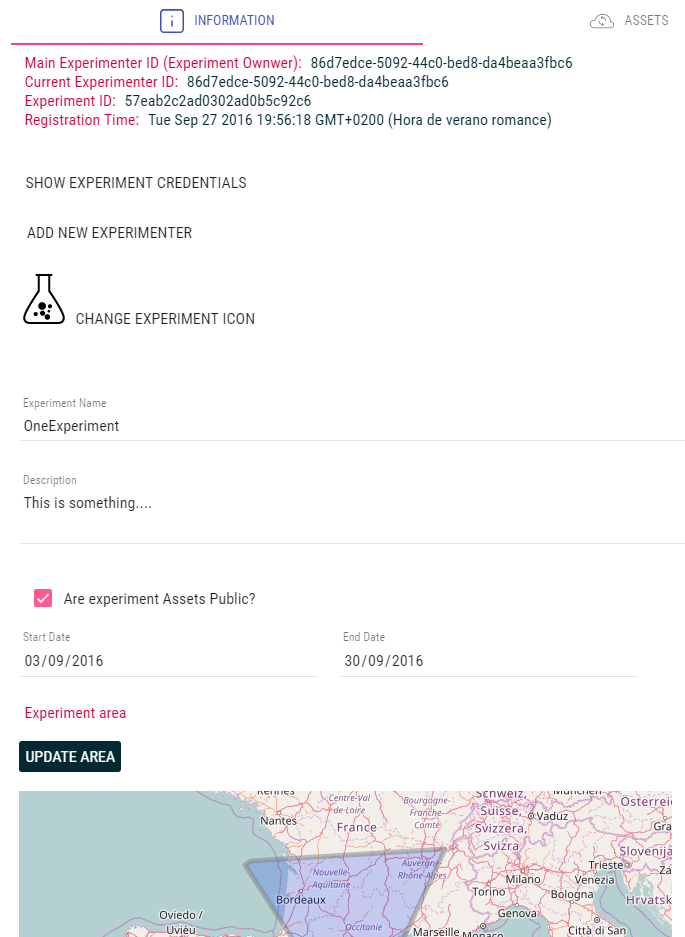 INFORMATION
ASSETS
Main Experimenter ID (Experiment Ownwer): 86d7edce-5092-44c0-bed8-da4beaa3fbc6
Current Experimenter ID: 86d7edce-5092-44c0-bed8-da4beaa3fbc6
Experiment ID: 57eab2c2ad0302ad0b5c92c6
Registration Time: Tue Sep 27 2016 19:56:18 GMT+0200 (Hora de verano romance)
SHOW EXPERIMENT CREDENTIALS
ADD NEW EXPERIMENTER
CHANGE EXPERIMENT ICON
Experiment Name
OneExperiment
Description
This is something....
Are experiment Assets Public?
Start Date
End Date
03/09/2016
30/09/2016
Experiment area
UPDATE AREA
Rennes
Centre-Val
de-Loire
Bourgogne-
Franche-
Comté
Schweiz,
Suisse,
Svizzera,
Svizra
München
Österrei
Vaduz
Nantes
France
Gra
Slovenija
Nouvelle-
Aquitaine
Auvergne-
Rhône-Alpes
Trieste
Za
Milano
Venezia
Bordeaux
Torino
Bologna
Hrvatsk
Genova
Oviedo /
Uviéu
Occitanie
Marseille
Monaco
Città di San